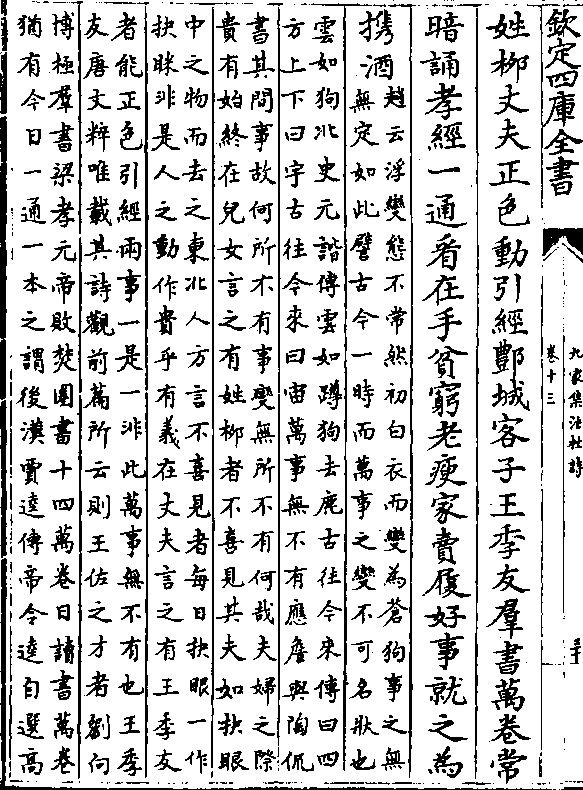 欽定四庫全書
九家集注杜詩
卷十三
姓柳丈夫正色動引經酆城客子王季友羣書萬卷常
暗誦孝經一通看在手貧窮老瘦家賣屐好事就之為
攜酒
趙云浮變態不常然初白衣而變為蒼狗事之無
無定如此譬古今一時而萬事之變不可名狀也
雲如狗北史元諧傳雲如蹲狗去鹿古往今來傳曰四
方上下曰宇古往今來曰宙萬事無不有應詹與陶侃
書其間事故何所不有事變無所不有何哉夫婦之際
貴有始終在兒女言之有姓柳者不喜見其夫如抉眼
中之物而去之東北人方言不喜見者每日抉眼一作
抉眯非是人之動作貴乎有義在丈夫言之有王季友
者能正色引經兩事一是一非此萬事無不有也王季
友唐文粹唯載其詩觀前篇所云則王佐之才者劉向
博極羣書梁孝元帝敗焚圖書十四萬卷曰讀書萬卷
猶有今日一通一本之謂後漢賈逵傳帝令逵自選高